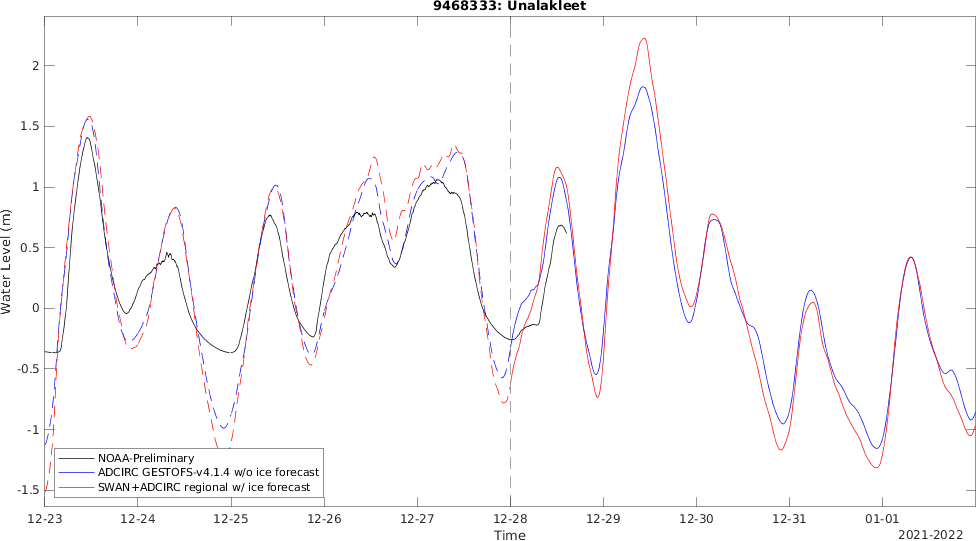 9468333: Unalakleet
Water Level (m)
2
1.5
1
0.5
0
-0.5
-1
-1.5
NOAA-Preliminary
ADCIRC GESTOFS-v4.1.4 w/o ice forecast
SWAN+ADCIRC regional w/ ice forecast
12-23 12-24 12-25 12-26 12-27 12-28 12-29 12-30 12-31 01-01
Time
2021-2022